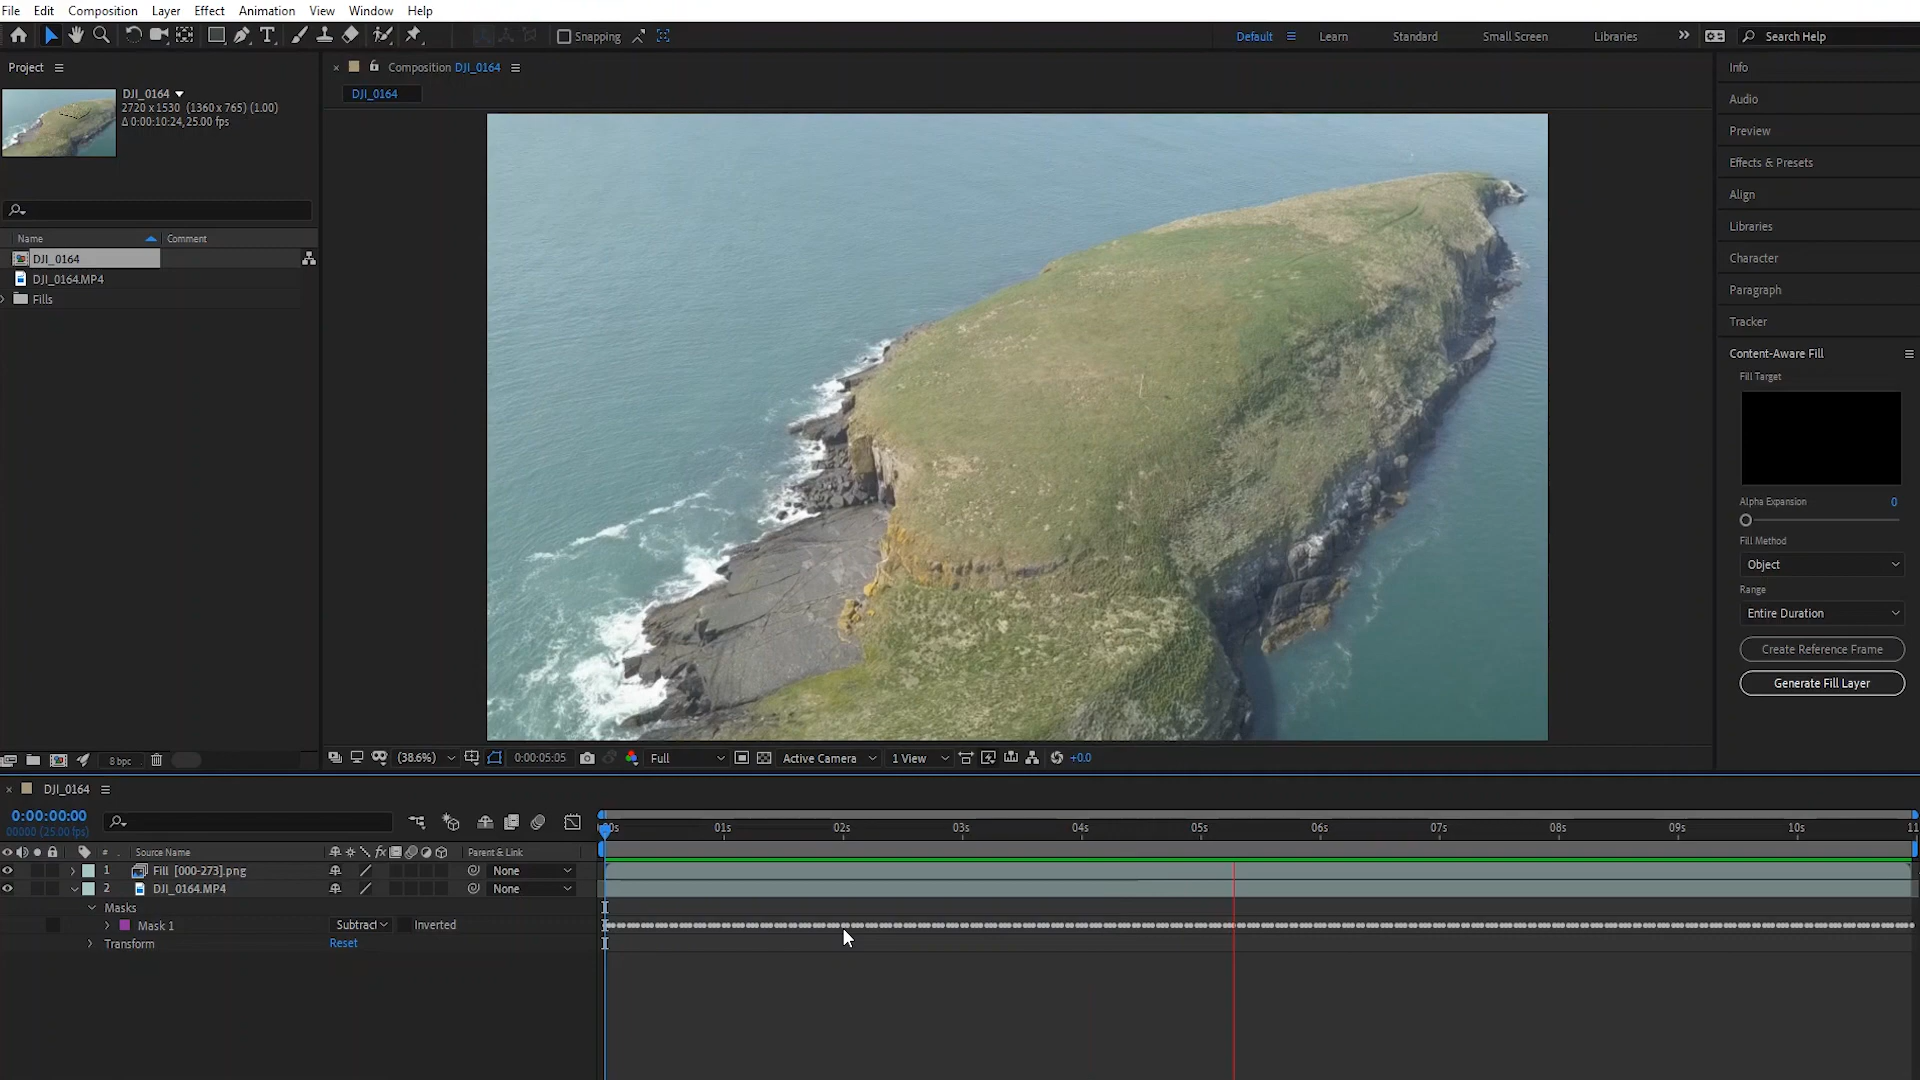 File Edit Composition Layer Effect Animation View Window Help
Snapping Default Learn Standard Small Screen Libraries Search Help
Project
DJI_0164
2720 x 1530 (1360 x 765) (1.00)
Δ 0:00:10:24, 25.00 fps
Name Comment
DJI_0164
DJI_0164.MP4
Fills
8 bpc
Composition DJI_0164
DJI_0164
(38.6%) 0:00:05:05 Full Active Camera 1 View +0.0
Info
Audio
Preview
Effects & Presets
Align
Libraries
Character
Paragraph
Tracker
Content-Aware Fill
Fill Target
Alpha Expansion 0
Fill Method
Object
Range
Entire Duration
Create Reference Frame
Generate Fill Layer
DJI_0164
0:00:00:00
00000 (25.00 fps)
01s 02s 03s 04s 05s 06s 07s 08s 09s 10s 11
# Source Name fx Parent & Link
1 Fill [000-273].png None
2 DJI_0164.MP4 None
Masks
Mask 1 Subtract Inverted
Transform Reset